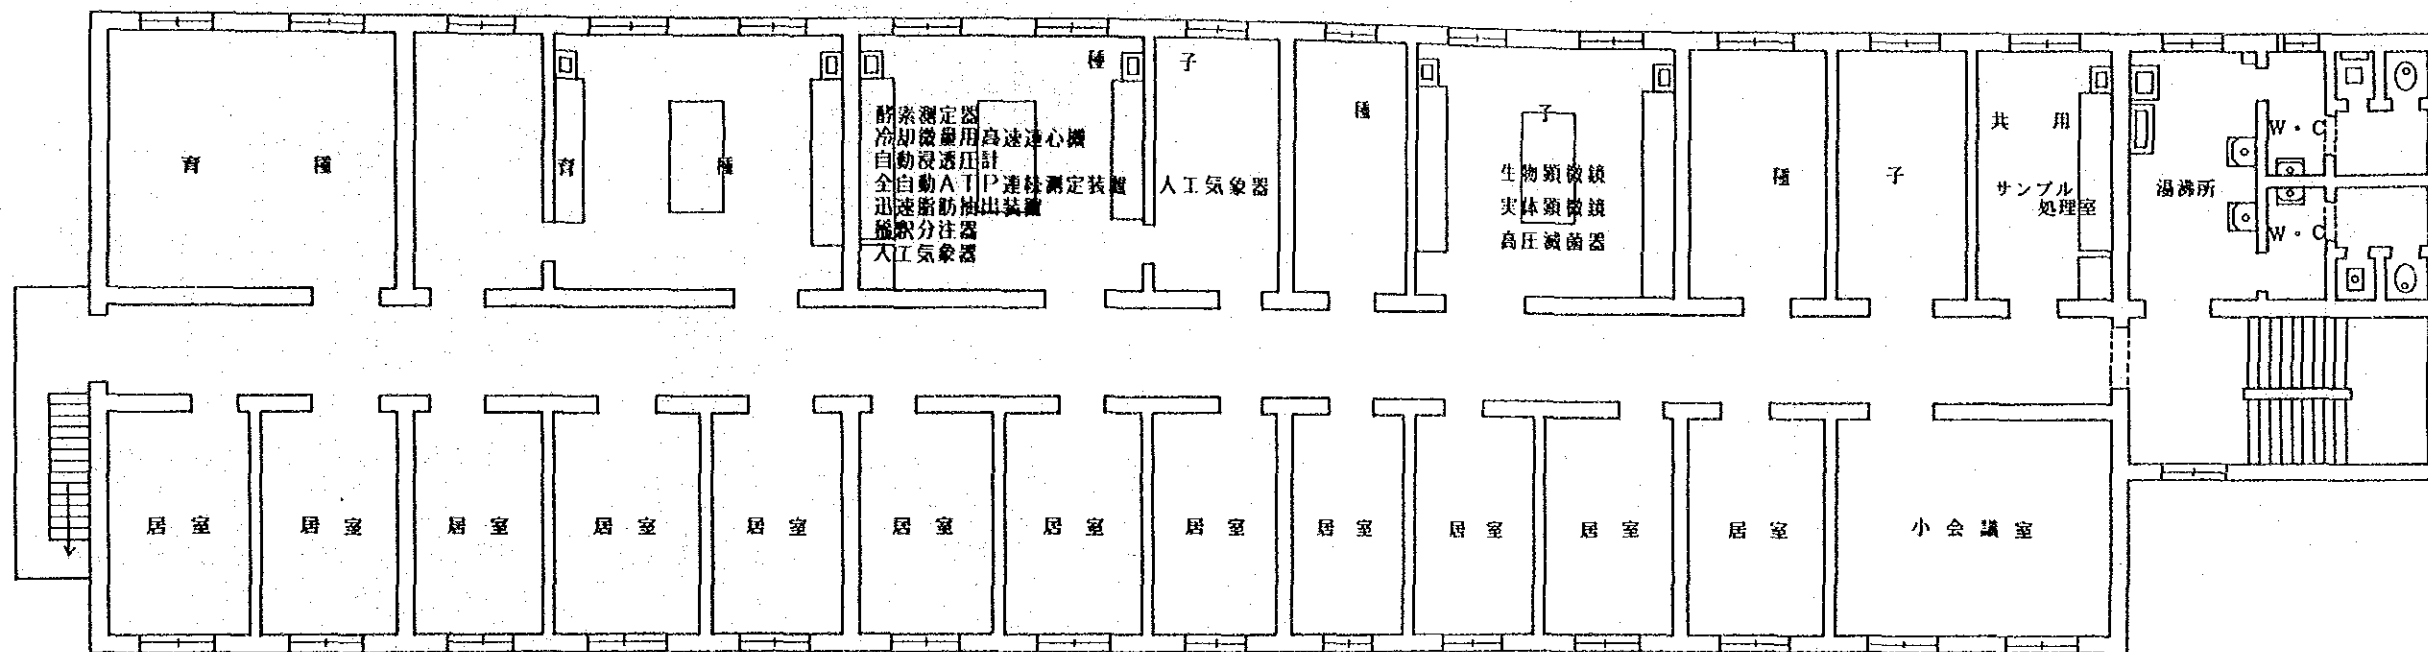 育種
育種
種子
酵素測定器
冷却微量用高速遠心機
自動浸透圧計
全自動ATP連続測定装置
迅速脂肪抽出装置
稀釈分注器
人工気象器
人工気象器
種子
生物顕微鏡
実体顕微鏡
高圧滅菌器
種子
共用
サンプル
処理室
湯沸所
W・C
W・C
居室
居室
居室
居室
居室
居室
居室
居室
居室
居室
居室
居室
小会議室